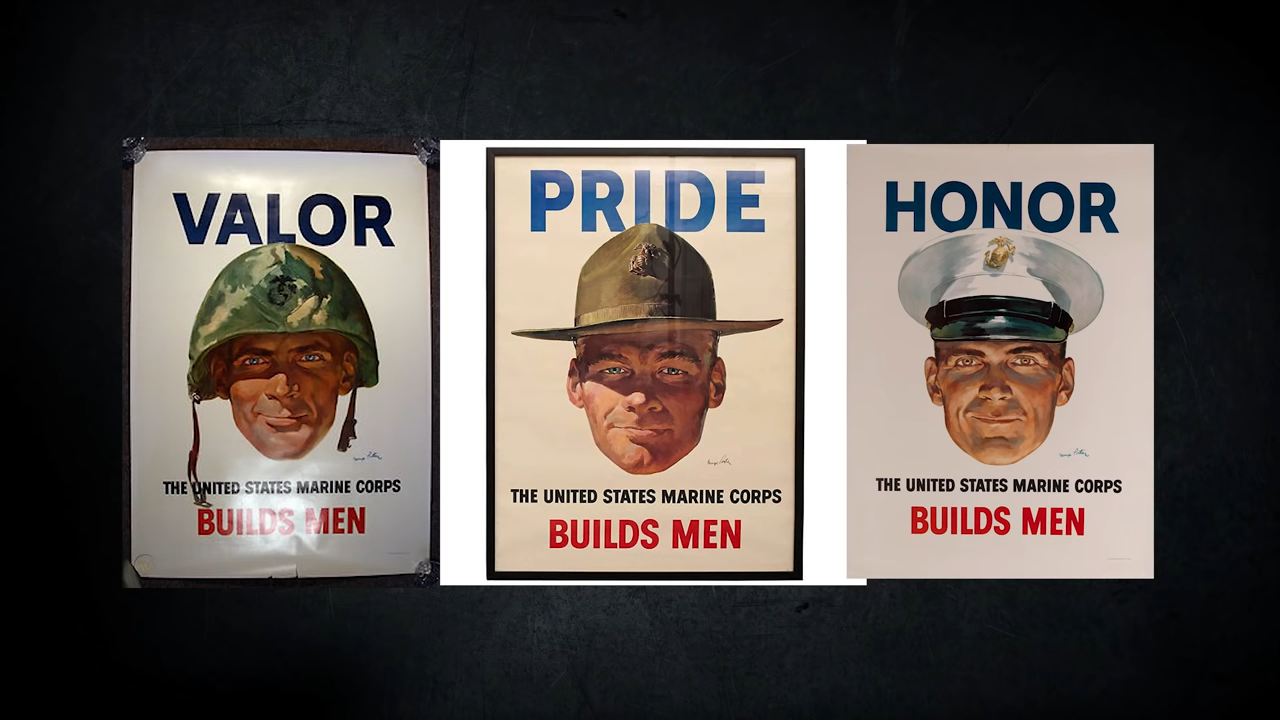 VALOR
THE UNITED STATES MARINE CORPS
BUILDS MEN
PRIDE
THE UNITED STATES MARINE CORPS
BUILDS MEN
HONOR
THE UNITED STATES MARINE CORPS
BUILDS MEN